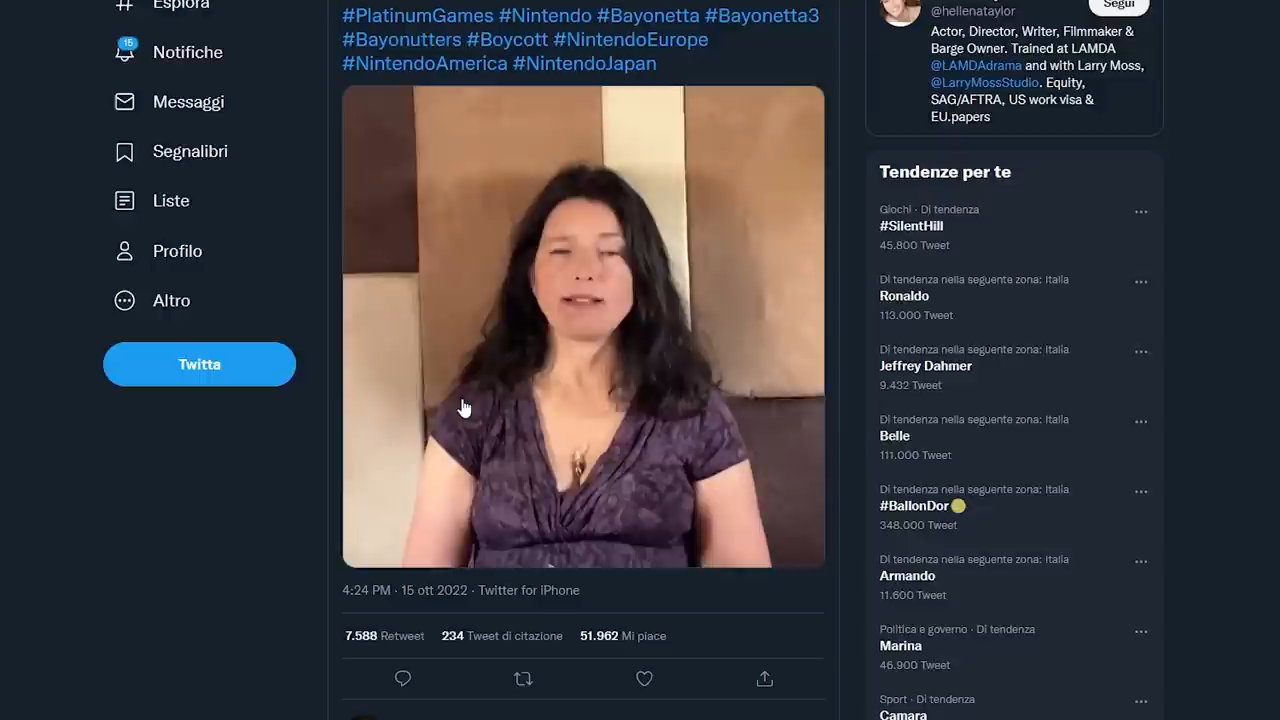 Esplora
Notifiche
15
Messaggi
Segnalibri
Liste
Profilo
Altro
Twitta
#PlatinumGames #Nintendo #Bayonetta #Bayonetta3
#Bayonutters #Boycott #NintendoEurope
#NintendoAmerica #NintendoJapan
4:24 PM · 15 ott 2022 · Twitter for iPhone
7.588 Retweet 234 Tweet di citazione 51.962 Mi piace
@hellenataylor
Segui
Actor, Director, Writer, Filmmaker &
Barge Owner. Trained at LAMDA
@LAMDAdrama and with Larry Moss,
@LarryMossStudio. Equity,
SAG/AFTRA, US work visa &
EU.papers
Tendenze per te
Giochi · Di tendenza
#SilentHill
45.800 Tweet
Di tendenza nella seguente zona: Italia
Ronaldo
113.000 Tweet
Di tendenza nella seguente zona: Italia
Jeffrey Dahmer
9.432 Tweet
Di tendenza nella seguente zona: Italia
Belle
111.000 Tweet
Di tendenza nella seguente zona: Italia
#BallonDor
348.000 Tweet
Di tendenza nella seguente zona: Italia
Armando
11.600 Tweet
Politica e governo · Di tendenza
Marina
46.900 Tweet
Sport · Di tendenza
Camara